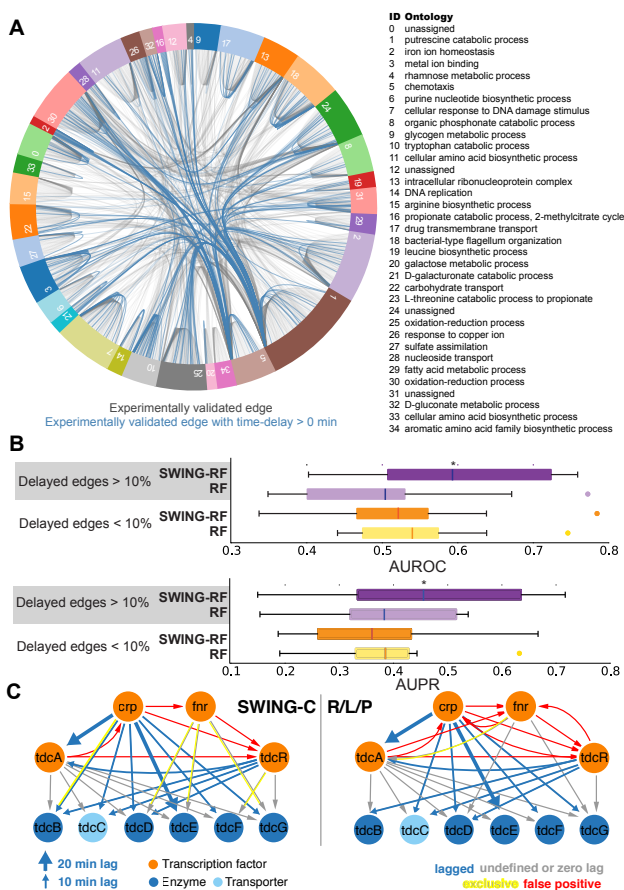 A
ID Ontology
0 unassigned
1 putrescine catabolic process
2 iron ion homeostasis
3 metal ion binding
4 rhamnose metabolic process
5 chemotaxis
6 purine nucleotide biosynthetic process
7 cellular response to DNA damage stimulus
8 organic phosphonate catabolic process
9 glycogen metabolic process
10 tryptophan catabolic process
11 cellular amino acid biosynthetic process
12 unassigned
13 intracellular ribonucleoprotein complex
14 DNA replication
15 arginine biosynthetic process
16 propionate catabolic process, 2-methylcitrate cycle
17 drug transmembrane transport
18 bacterial-type flagellum organization
19 leucine biosynthetic process
20 galactose metabolic process
21 D-galacturonate catabolic process
22 carbohydrate transport
23 L-threonine catabolic process to propionate
24 unassigned
25 oxidation-reduction process
26 response to copper ion
27 sulfate assimilation
28 nucleoside transport
29 fatty acid metabolic process
30 oxidation-reduction process
31 unassigned
32 D-gluconate metabolic process
33 cellular amino acid biosynthetic process
34 aromatic amino acid family biosynthetic process
Experimentally validated edge
Experimentally validated edge with time-delay > 0 min
B
Delayed edges > 10%
SWING-RF
RF
Delayed edges < 10%
SWING-RF
RF
*
0.3 0.4 0.5 0.6 0.7 0.8
AUROC
Delayed edges > 10%
SWING-RF
RF
Delayed edges < 10%
SWING-RF
RF
*
0.1 0.2 0.3 0.4 0.5 0.6 0.7 0.8
AUPR
C
SWING-C
R/L/P
crp fnr
tdcA tdcR
tdcB tdcC tdcD tdcE tdcF tdcG
crp fnr
tdcA tdcR
tdcB tdcC tdcD tdcE tdcF tdcG
20 min lag
10 min lag
Transcription factor
Enzyme Transporter
lagged undefined or zero lag
exclusive false positive